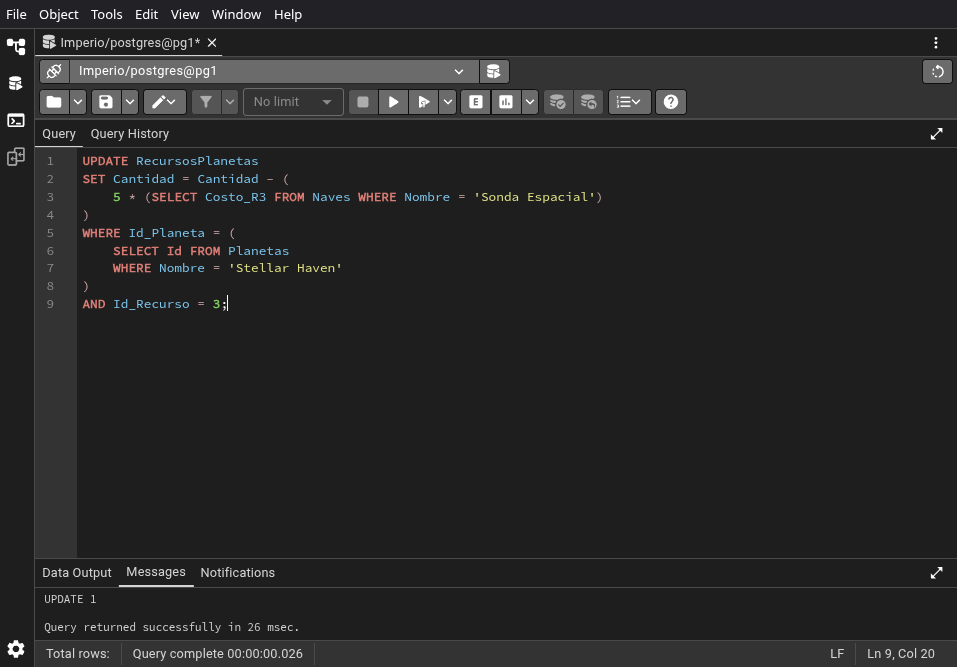 File Object Tools Edit View Window Help
Imperio/postgres@pg1*
Imperio/postgres@pg1
No limit
E
Query Query History
1 UPDATE RecursosPlanetas
2 SET Cantidad = Cantidad - (
3     5 * (SELECT Costo_R3 FROM Naves WHERE Nombre = 'Sonda Espacial')
4 )
5 WHERE Id_Planeta = (
6     SELECT Id FROM Planetas
7     WHERE Nombre = 'Stellar Haven'
8 )
9 AND Id_Recurso = 3;
Data Output Messages Notifications
UPDATE 1
Query returned successfully in 26 msec.
Total rows: Query complete 00:00:00.026 LF Ln 9, Col 20